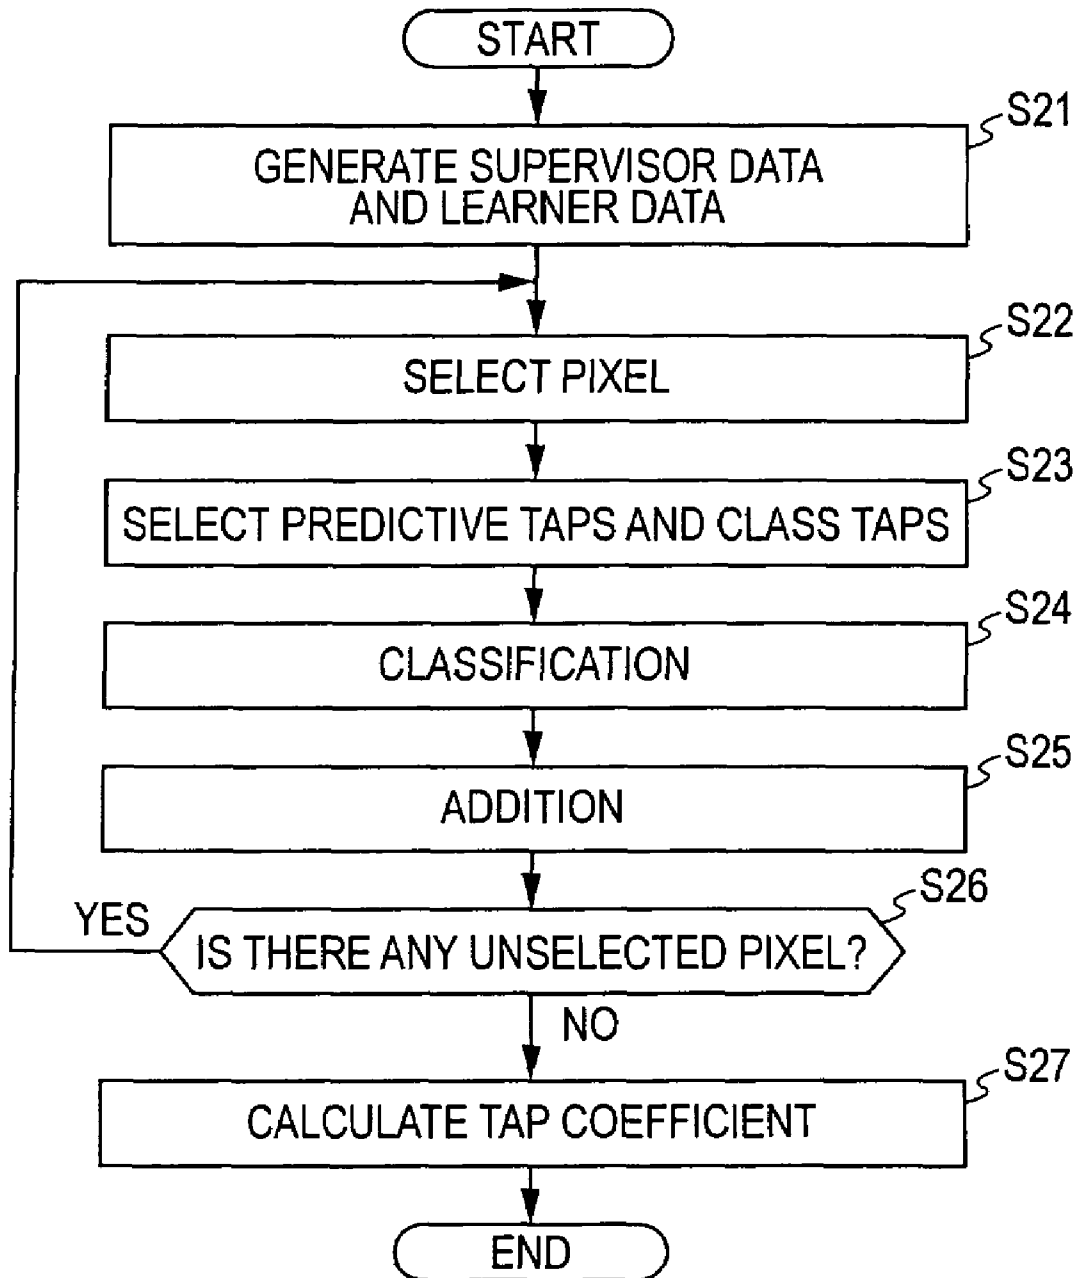 START
S21
GENERATE SUPERVISOR DATA
AND LEARNER DATA
S22
SELECT PIXEL
S23
SELECT PREDICTIVE TAPS AND CLASS TAPS
S24
CLASSIFICATION
S25
ADDITION
S26
YES
IS THERE ANY UNSELECTED PIXEL?
NO
S27
CALCULATE TAP COEFFICIENT
END